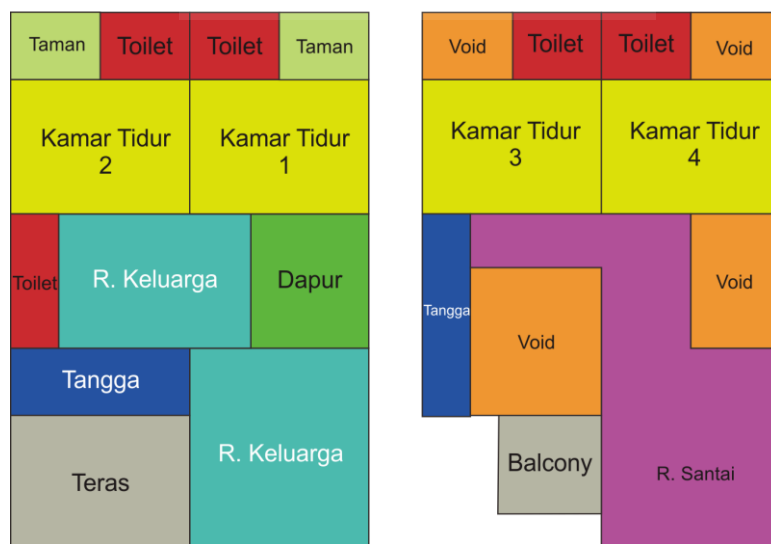 Taman
Toilet
Toilet
Taman
Kamar Tidur
2
Kamar Tidur
1
Toilet
R. Keluarga
Dapur
Tangga
R. Keluarga
Teras
Void
Toilet
Toilet
Void
Kamar Tidur
3
Kamar Tidur
4
Tangga
Void
Void
Balcony
R. Santai